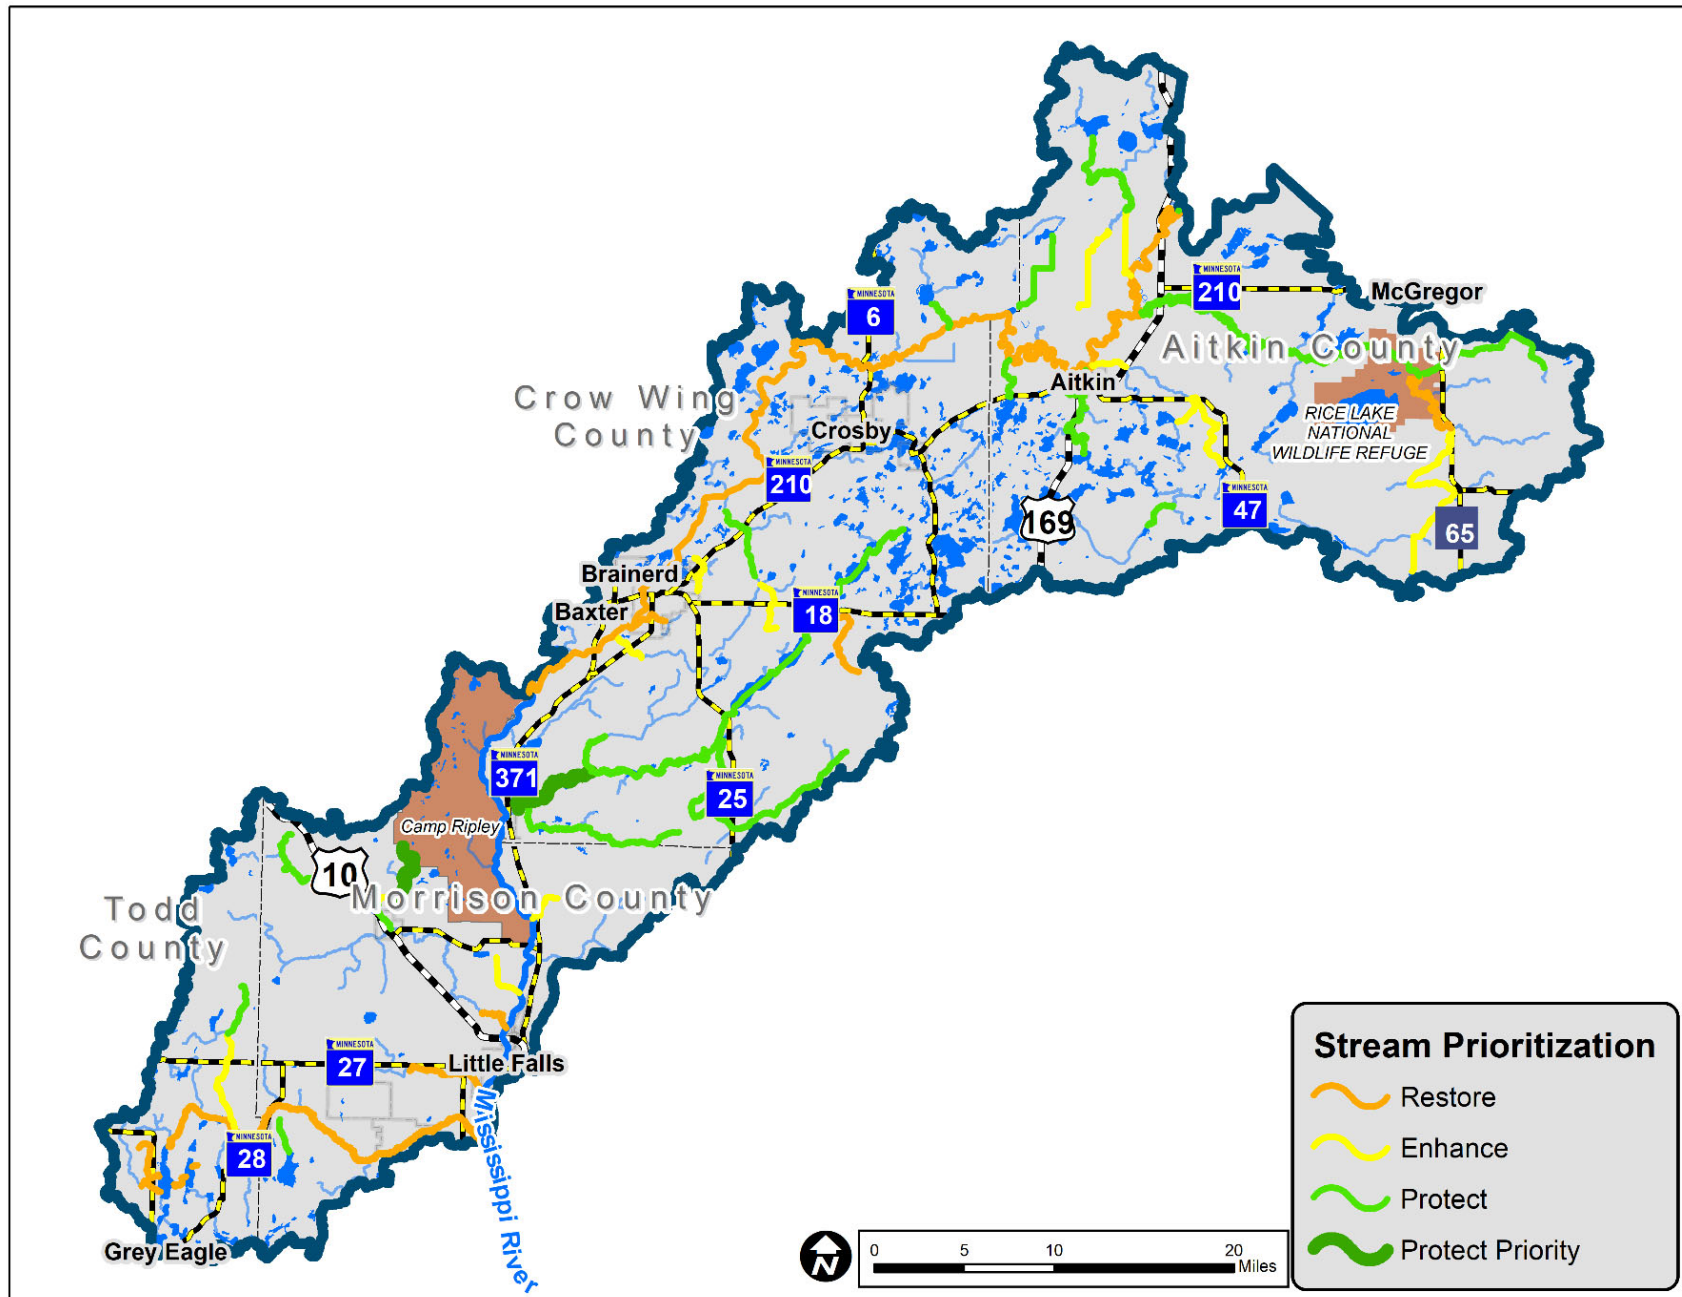 MINNESOTA
6
MINNESOTA
210
McGregor
Aitkin County
Aitkin
Crow Wing
County
Crosby
RICE LAKE
NATIONAL
WILDLIFE REFUGE
MINNESOTA
210
MINNESOTA
47
169
65
Brainerd
Baxter
MINNESOTA
18
MINNESOTA
371
MINNESOTA
25
Camp Ripley
10
Morrison County
Todd
County
MINNESOTA
27
Little Falls
Mississippi River
MINNESOTA
28
Grey Eagle
Stream Prioritization
Restore
Enhance
Protect
Protect Priority
N
0 5 10 20
Miles